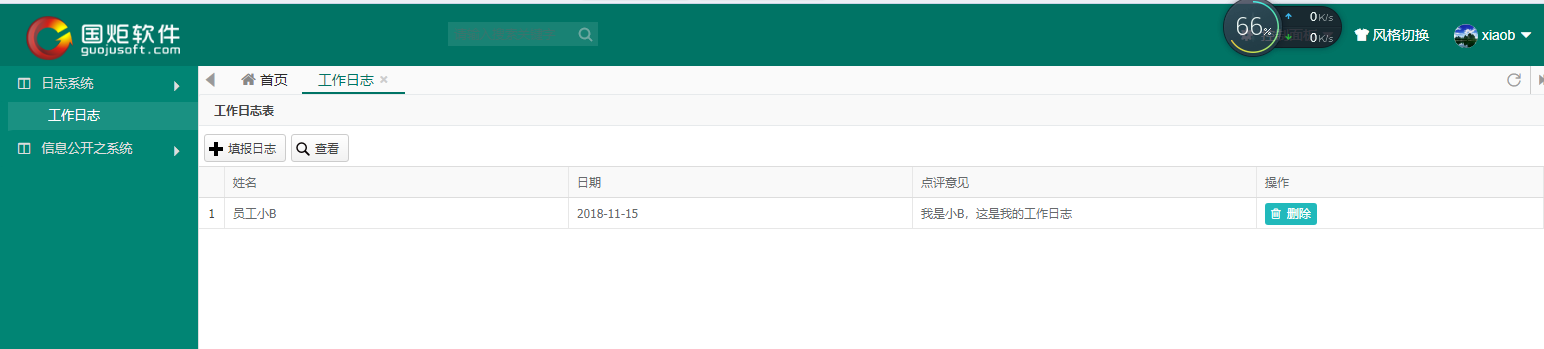 国炬软件
guojusoft.com
66%
0K/s
0K/s
风格切换
xiaob
日志系统
工作日志
信息公开之系统
首页
工作日志
工作日志表
填报日志
查看
姓名 日期 点评意见 操作
1 员工小B 2018-11-15 我是小B，这是我的工作日志 删除